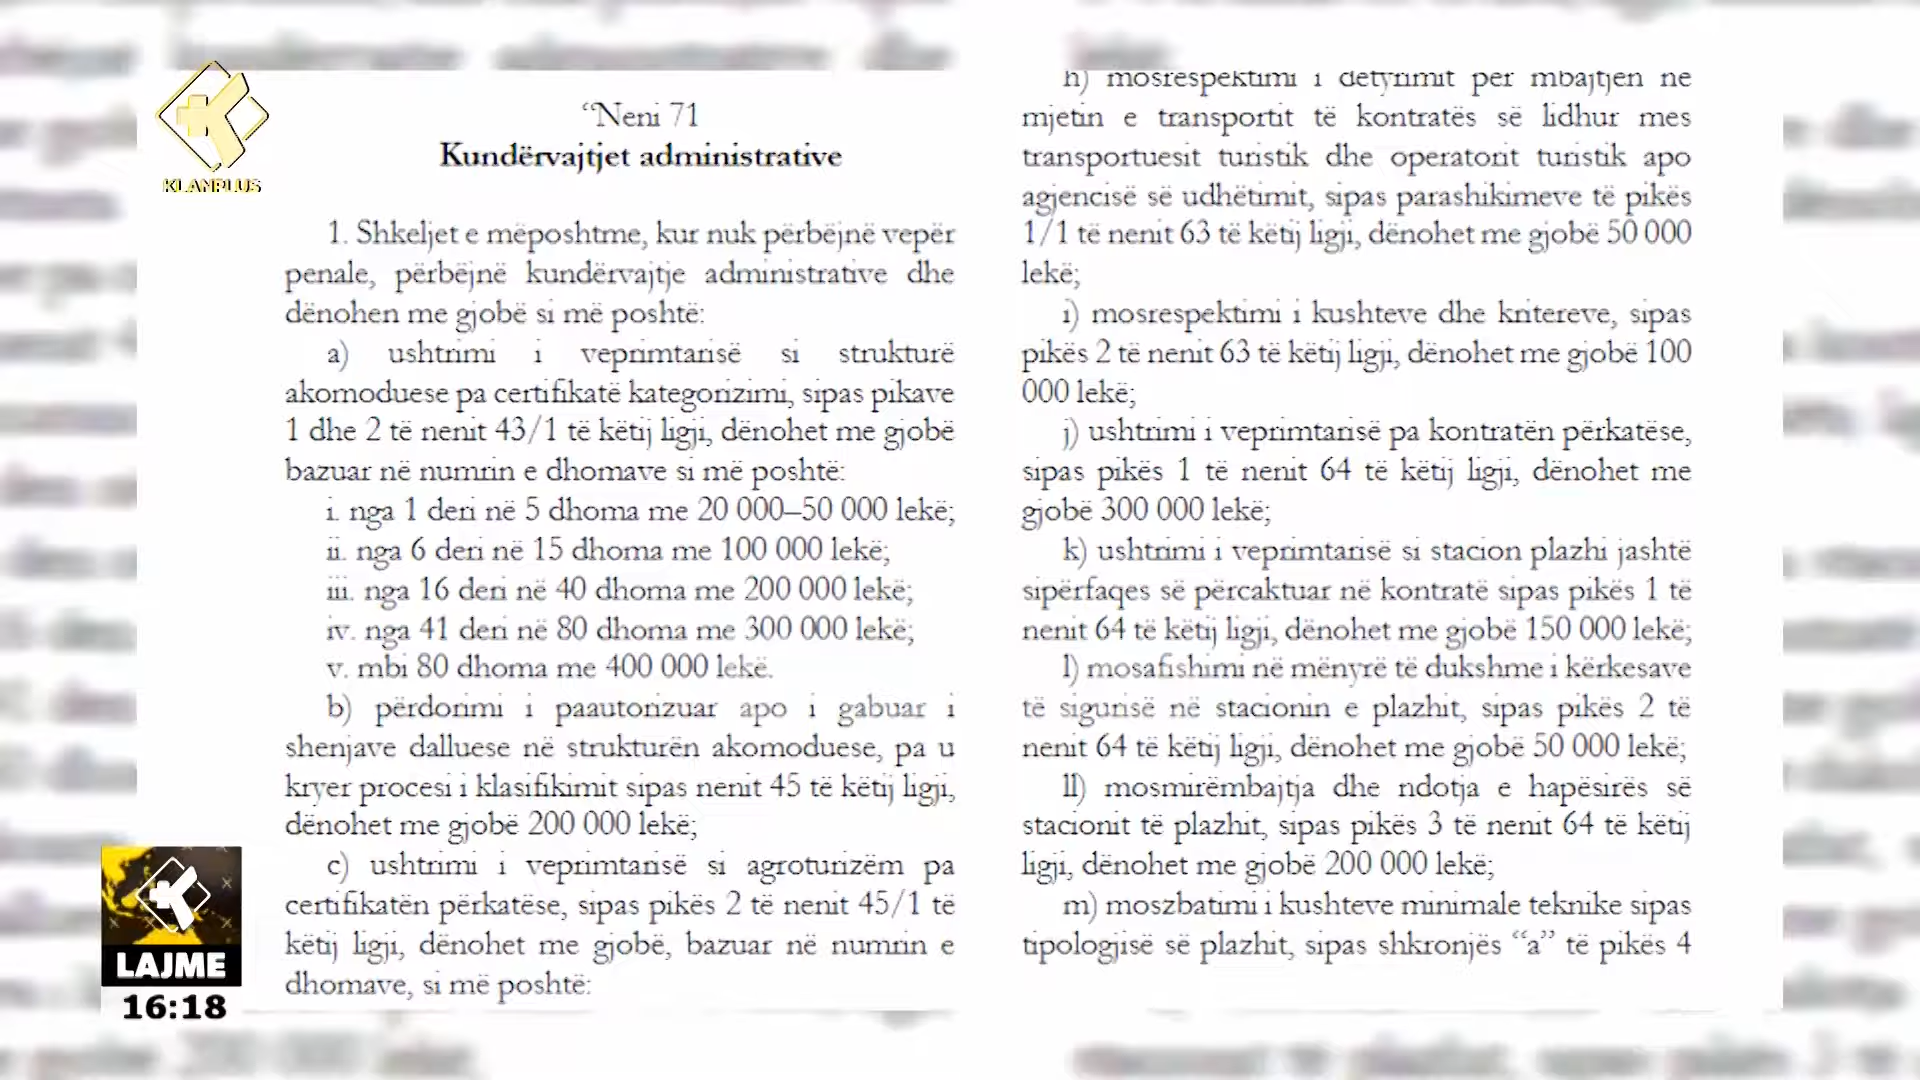 KLANPLUS
“Neni 71
Kundërvajtjet administrative
1. Shkeljet e mëposhtme, kur nuk përbëjnë vepër
penale, përbëjnë kundërvajtje administrative dhe
dënohen me gjobë si më poshtë:
a) ushtrimi i veprimtarisë si strukturë
akomoduese pa certifikatë kategorizimi, sipas pikave
1 dhe 2 të nenit 43/1 të këtij ligji, dënohet me gjobë
bazuar në numrin e dhomave si më poshtë:
i. nga 1 deri në 5 dhoma me 20 000–50 000 lekë;
ii. nga 6 deri në 15 dhoma me 100 000 lekë;
iii. nga 16 deri në 40 dhoma me 200 000 lekë;
iv. nga 41 deri në 80 dhoma me 300 000 lekë;
v. mbi 80 dhoma me 400 000 lekë.
b) përdorimi i paautorizuar apo i gabuar i
shenjave dalluese në strukturën akomoduese, pa u
kryer procesi i klasifikimit sipas nenit 45 të këtij ligji,
dënohet me gjobë 200 000 lekë;
c) ushtrimi i veprimtarisë si agroturizëm pa
certifikatën përkatëse, sipas pikës 2 të nenit 45/1 të
këtij ligji, dënohet me gjobë, bazuar në numrin e
dhomave, si më poshtë:
h) mosrespektimi i detyrimit për mbajtjen në
mjetin e transportit të kontratës së lidhur mes
transportuesit turistik dhe operatorit turistik apo
agjencisë së udhëtimit, sipas parashikimeve të pikës
1/1 të nenit 63 të këtij ligji, dënohet me gjobë 50 000
lekë;
i) mosrespektimi i kushteve dhe kritereve, sipas
pikës 2 të nenit 63 të këtij ligji, dënohet me gjobë 100
000 lekë;
j) ushtrimi i veprimtarisë pa kontratën përkatëse,
sipas pikës 1 të nenit 64 të këtij ligji, dënohet me
gjobë 300 000 lekë;
k) ushtrimi i veprimtarisë si stacion plazhi jashtë
sipërfaqes së përcaktuar në kontratë sipas pikës 1 të
nenit 64 të këtij ligji, dënohet me gjobë 150 000 lekë;
l) mosafishimi në mënyrë të dukshme i kërkesave
të sigurisë në stacionin e plazhit, sipas pikës 2 të
nenit 64 të këtij ligji, dënohet me gjobë 50 000 lekë;
ll) mosmirëmbajtja dhe ndotja e hapësirës së
stacionit të plazhit, sipas pikës 3 të nenit 64 të këtij
ligji, dënohet me gjobë 200 000 lekë;
m) moszbatimi i kushteve minimale teknike sipas
tipologjisë së plazhit, sipas shkronjës “a” të pikës 4
LAJME
16:18